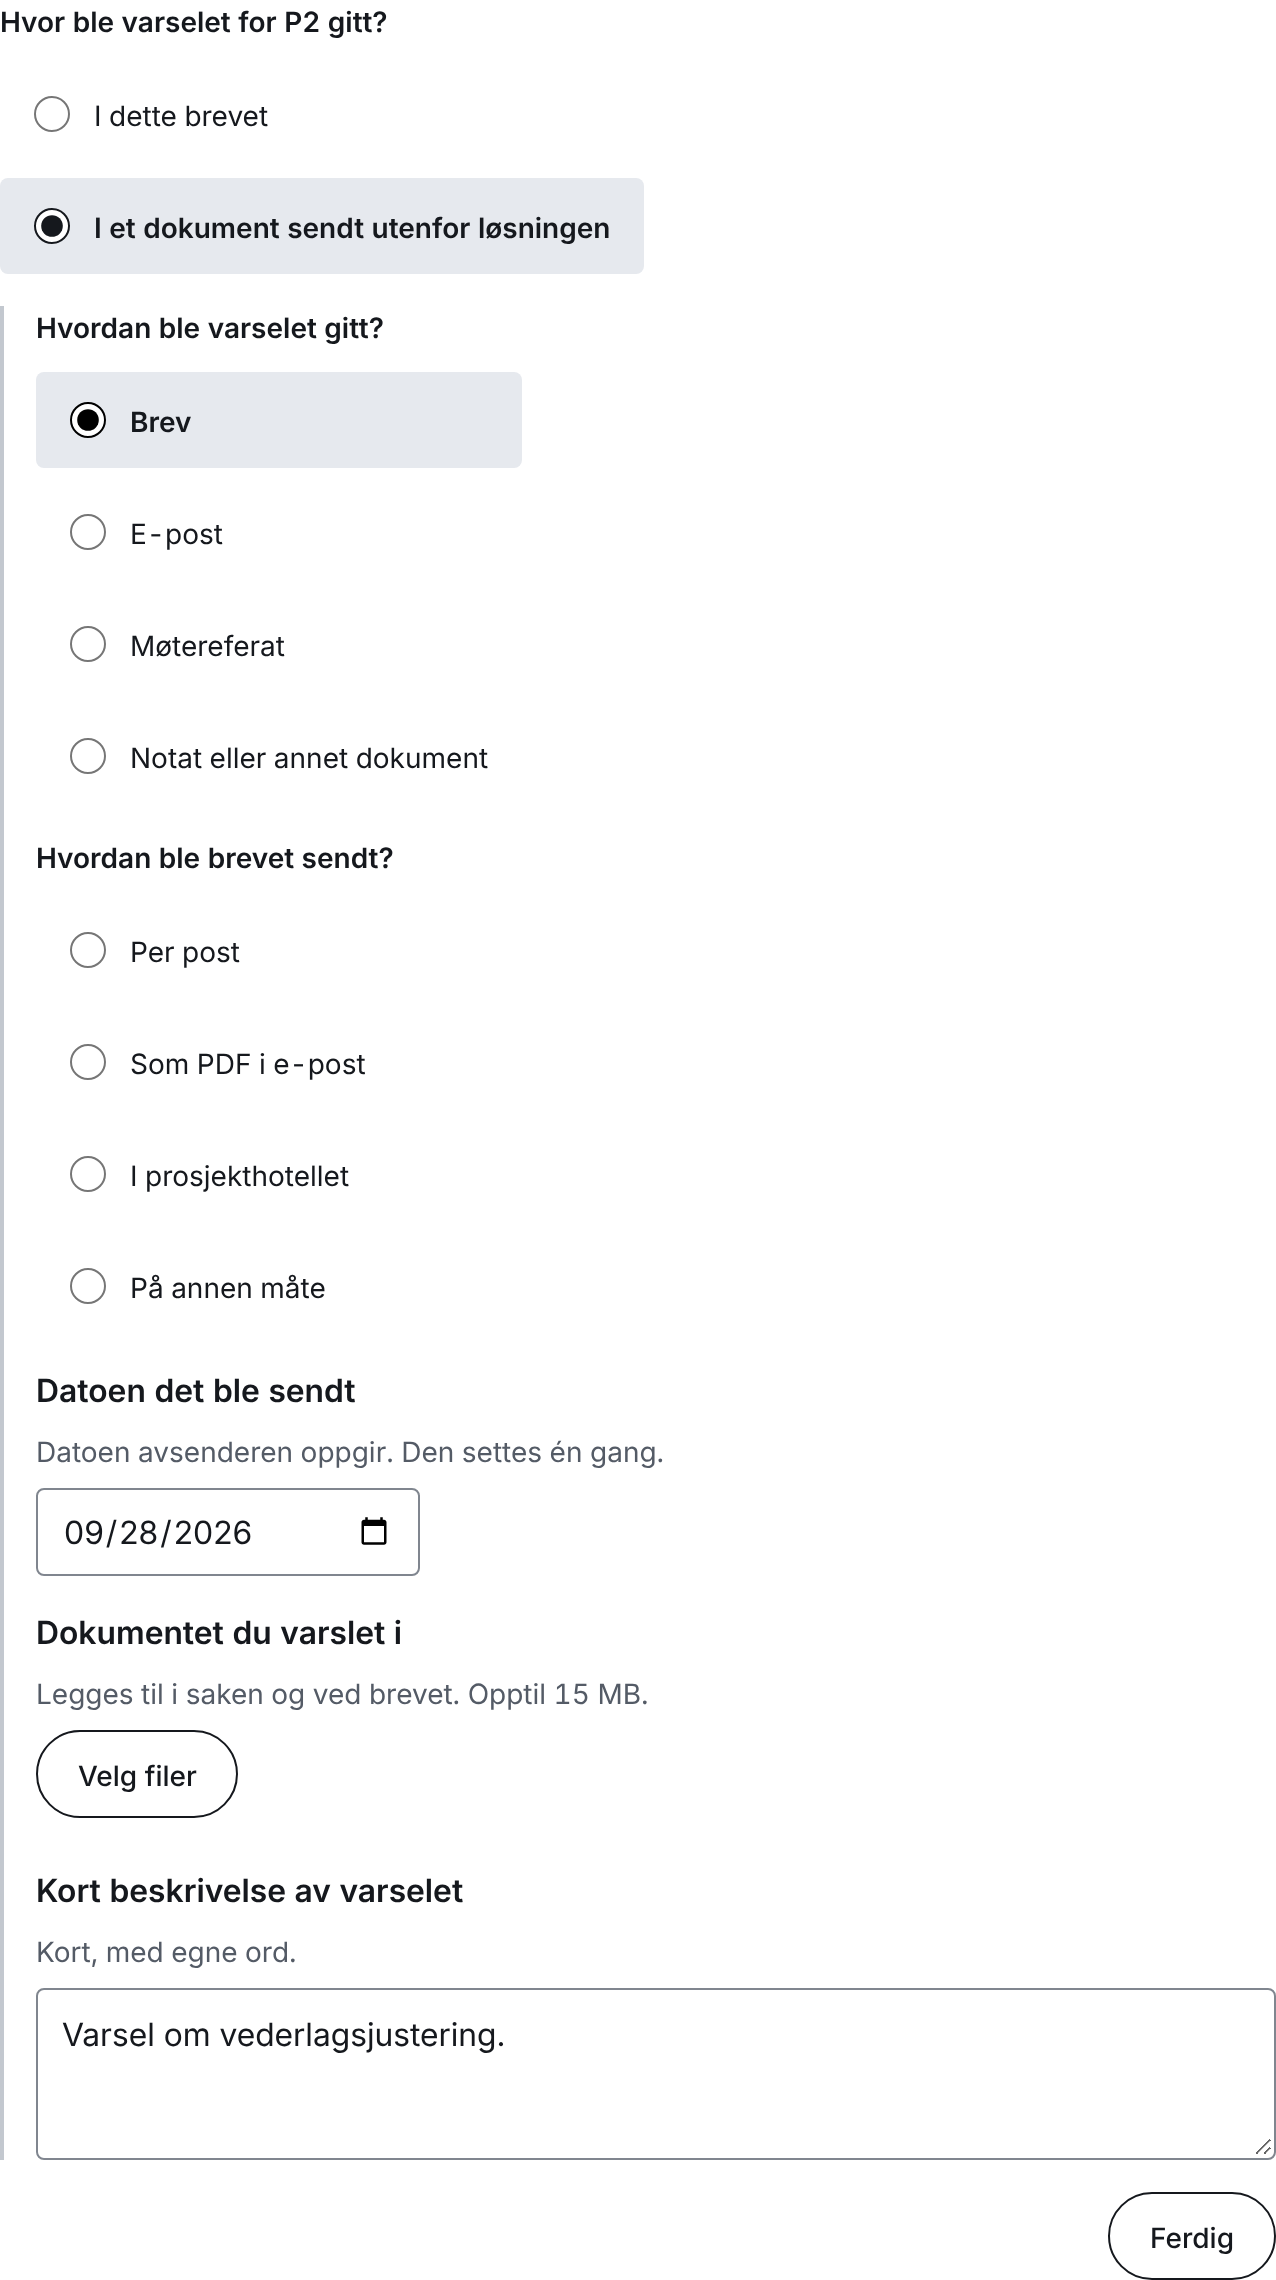 Hvor ble varselet for P2 gitt?
I dette brevet
I et dokument sendt utenfor løsningen
Hvordan ble varselet gitt?
Brev
E-post
Møtereferat
Notat eller annet dokument
Hvordan ble brevet sendt?
Per post
Som PDF i e-post
I prosjekthotellet
På annen måte
Datoen det ble sendt
Datoen avsenderen oppgir. Den settes én gang.
09/28/2026
Dokumentet du varslet i
Legges til i saken og ved brevet. Opptil 15 MB.
Velg filer
Kort beskrivelse av varselet
Kort, med egne ord.
Varsel om vederlagsjustering.
Ferdig